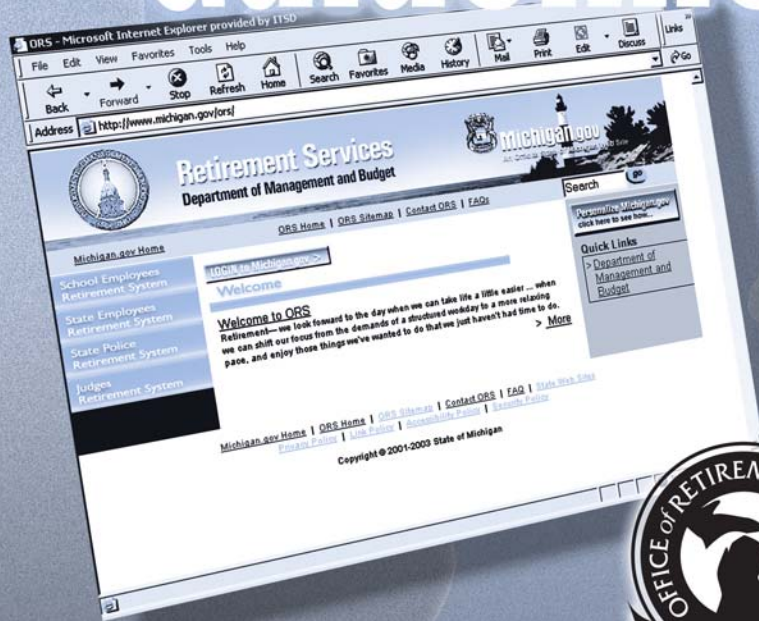 ORS - Microsoft Internet Explorer provided by ITSD
File Edit View Favorites Tools Help
Links »
Back Forward Stop Refresh Home Search Favorites Media History Mail Print Edit Discuss
Address http://www.michigan.gov/ors/
Go
Retirement Services
Department of Management and Budget
Michigan.gov
ORS Home | ORS Sitemap | Contact ORS | FAQs
Search go
Michigan.gov Home
Personalize Michigan.gov
click here to see how...
School Employees
Retirement System
State Employees
Retirement System
State Police
Retirement System
Judges
Retirement System
LOGIN to Michigan.gov >
Welcome
Welcome to ORS
Retirement— we look forward to the day when we can take life a little easier ... when
we can shift our focus from the demands of a structured workday to a more relaxing
pace, and enjoy those things we've wanted to do that we just haven't had time to do.
> More
Quick Links
> Department of
Management and
Budget
Michigan.gov Home | ORS Home | ORS Sitemap | Contact ORS | FAQ | State Web Sites
Privacy Policy | Link Policy | Accessibility Policy | Security Policy
Copyright © 2001-2003 State of Michigan
OFFICE of